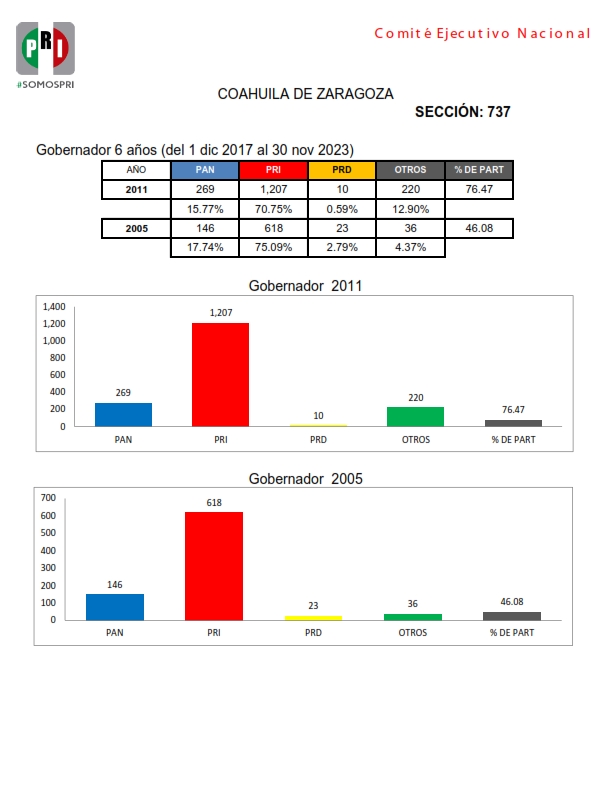 Comité Ejecutivo Nacional
PRI
#SOMOSPRI
COAHUILA DE ZARAGOZA
SECCIÓN: 737
Gobernador 6 años (del 1 dic 2017 al 30 nov 2023)
AÑO PAN PRI PRD OTROS % DE PART
2011 269 1,207 10 220 76.47
15.77% 70.75% 0.59% 12.90%
2005 146 618 23 36 46.08
17.74% 75.09% 2.79% 4.37%
Gobernador 2011
1,400
1,200
1,000
800
600
400
200
0
269
1,207
10
220
76.47
PAN PRI PRD OTROS % DE PART
Gobernador 2005
700
600
500
400
300
200
100
0
146
618
23
36
46.08
PAN PRI PRD OTROS % DE PART